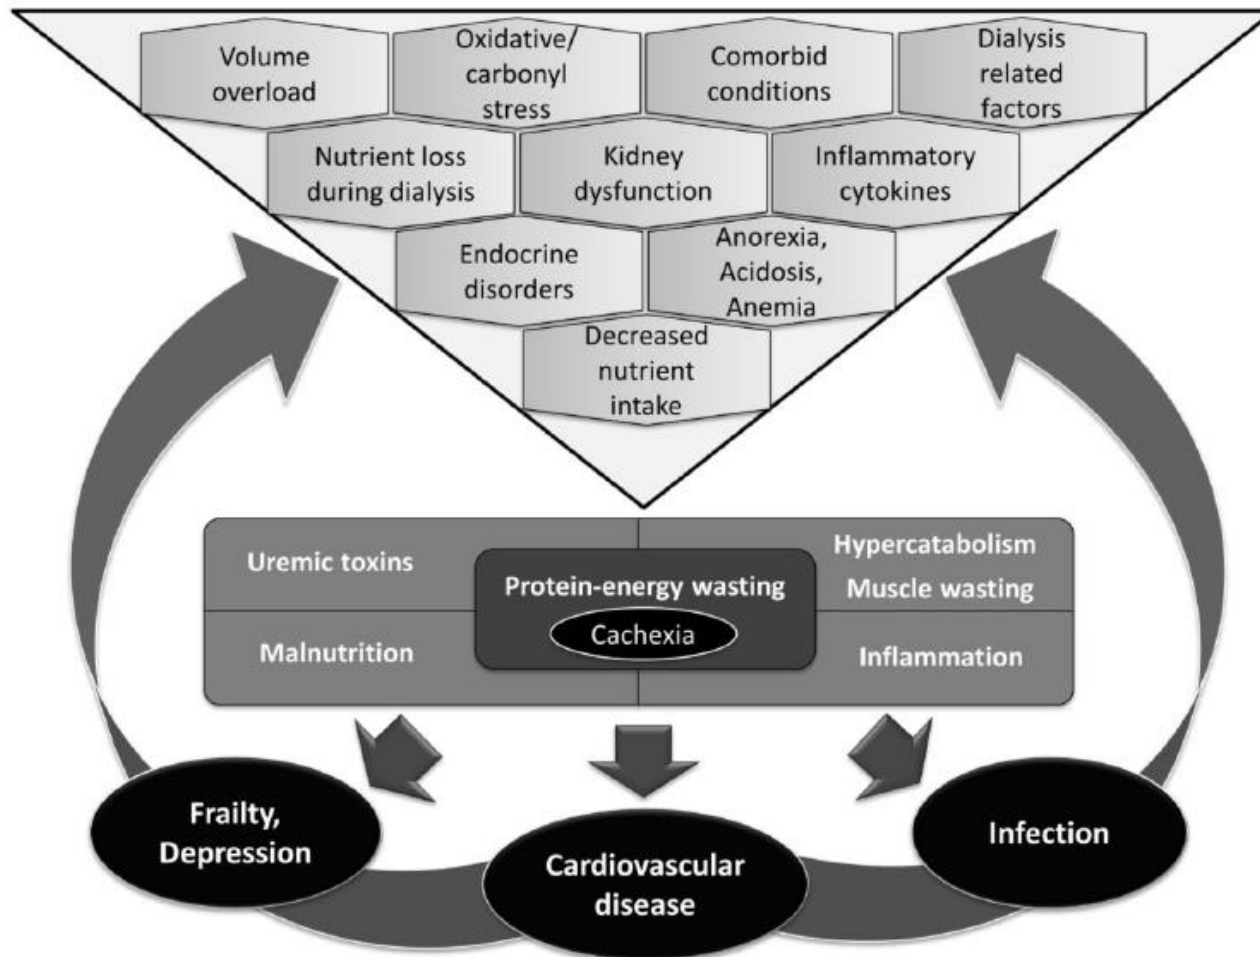 Volume
overload
Oxidative/
carbonyl
stress
Comorbid
conditions
Dialysis
related
factors
Nutrient loss
during dialysis
Kidney
dysfunction
Inflammatory
cytokines
Endocrine
disorders
Anorexia,
Acidosis,
Anemia
Decreased
nutrient
intake
Uremic toxins
Hypercatabolism
Muscle wasting
Protein-energy wasting
Cachexia
Malnutrition
Inflammation
Frailty,
Depression
Cardiovascular
disease
Infection